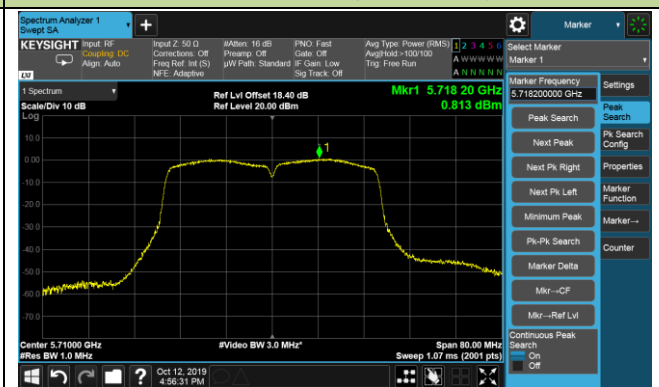 Spectrum Analyzer 1
Swept SA
+
Marker
KEYSIGHT
Input: RF
Coupling: DC
Align: Auto
Input Z: 50 Ω
Corrections: Off
Freq Ref: Int (S)
NFE: Adaptive
#Atten: 16 dB
Preamp: Off
µW Path: Standard
PNO: Fast
Gate: Off
IF Gain: Low
Sig Track: Off
Avg Type: Power (RMS)
Avg|Hold:>100/100
Trig: Free Run
1 2 3 4 5 6
A W W W W W
A N N N N N
LXI
1 Spectrum
Scale/Div 10 dB
Log
Ref Lvl Offset 18.40 dB
Ref Level 20.00 dBm
Mkr1 5.718 20 GHz
0.813 dBm
1
10.0
0.00
-10.0
-20.0
-30.0
-40.0
-50.0
-60.0
-70.0
Center 5.71000 GHz
#Res BW 1.0 MHz
#Video BW 3.0 MHz*
Span 80.00 MHz
Sweep 1.07 ms (2001 pts)
Select Marker
Marker 1
Marker Frequency
5.718200000 GHz
Peak Search
Next Peak
Next Pk Right
Next Pk Left
Minimum Peak
Pk-Pk Search
Marker Delta
Mkr→CF
Mkr→Ref Lvl
Continuous Peak
Search
On
Off
Settings
Peak
Search
Pk Search
Config
Properties
Marker
Function
Marker→
Counter
?
Oct 12, 2019
4:56:31 PM